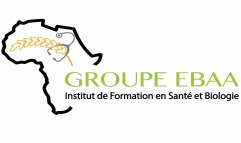 GROUPE EBAA
Institut de Formation en Santé et Biologie